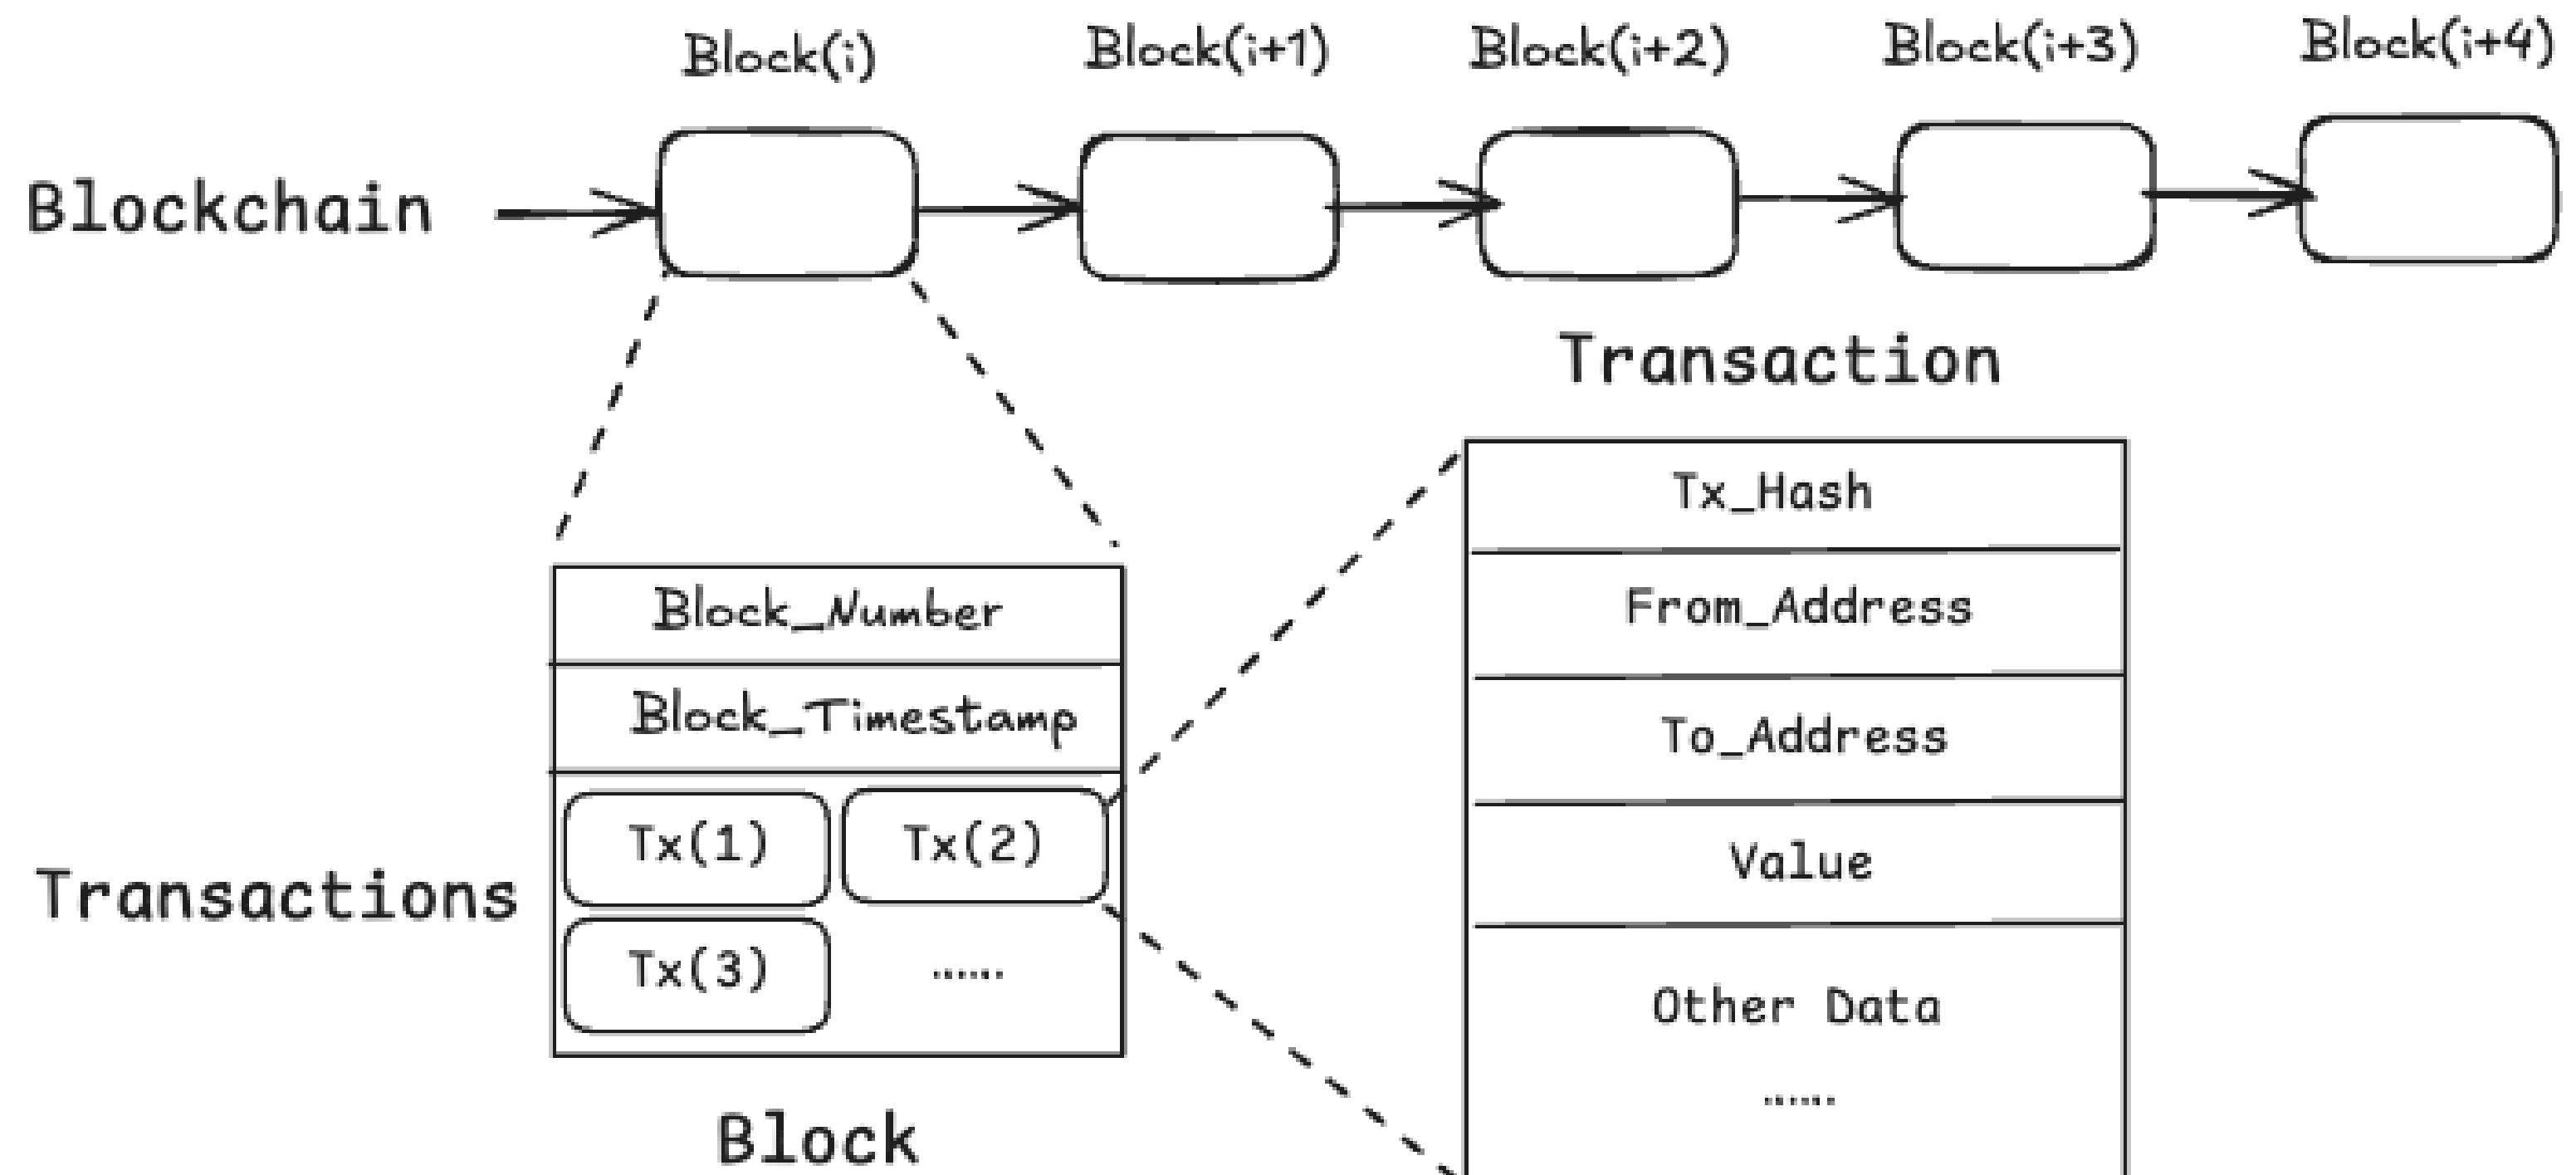 Block(i) Block(i+1) Block(i+2) Block(i+3) Block(i+4)
Blockchain
Transaction
Tx_Hash
From_Address
To_Address
Value
Other Data
......
Block_Number
Block_Timestamp
Transactions
Tx(1) Tx(2)
Tx(3) ......
Block